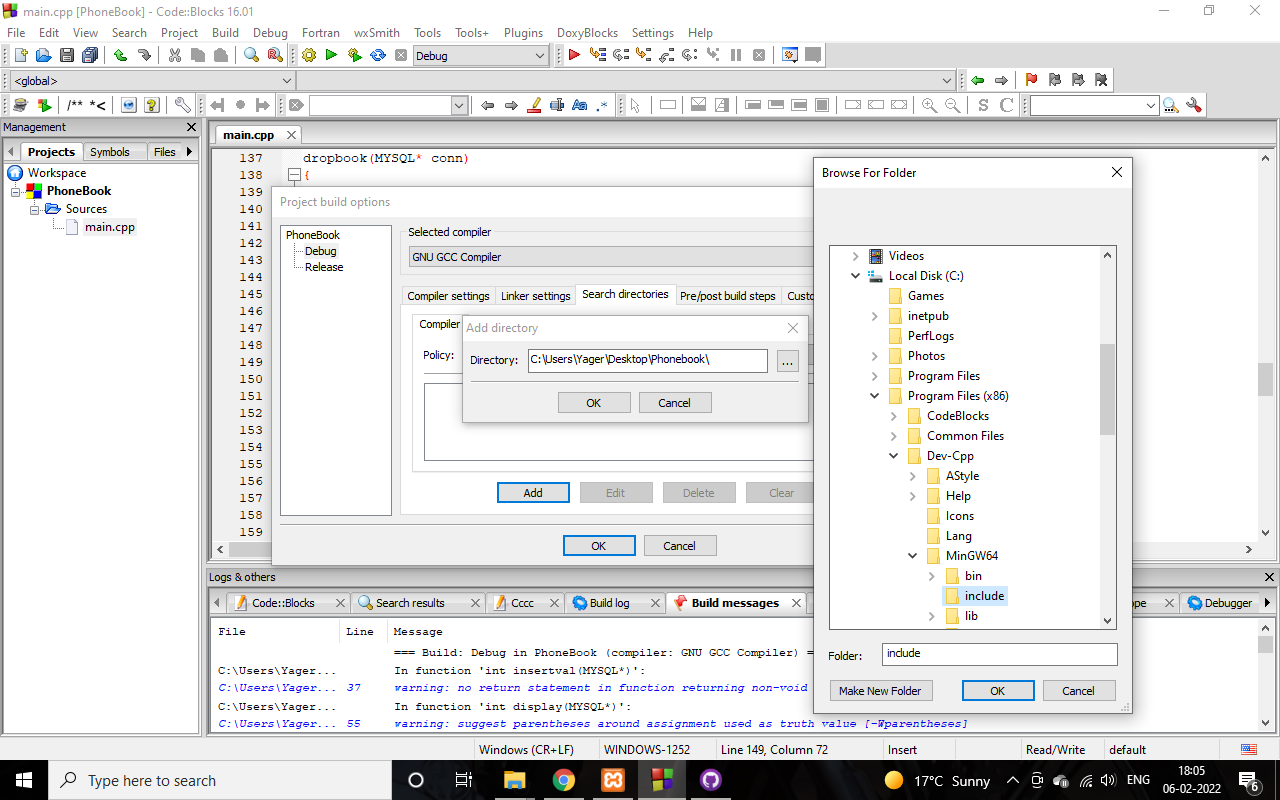 main.cpp [PhoneBook] - Code::Blocks 16.01
File Edit View Search Project Build Debug Fortran wxSmith Tools Tools+ Plugins DoxyBlocks Settings Help
Debug
<global>
/** *<
Aa .*
S C
Management
Projects Symbols Files
Workspace
PhoneBook
Sources
main.cpp
main.cpp
137 dropbook(MYSQL* conn)
138 {
139
140
141
142
143
144
145
146
147
148
149
150
151
152
153
154
155
156
157
158
159
Project build options
PhoneBook
Debug
Release
Selected compiler
GNU GCC Compiler
Compiler settings Linker settings Search directories Pre/post build steps Custo
Compiler
Policy:
Add Edit Delete Clear
OK Cancel
Add directory
Directory: C:\Users\Yager\Desktop\Phonebook\ ...
OK Cancel
Browse For Folder
Videos
Local Disk (C:)
Games
inetpub
PerfLogs
Photos
Program Files
Program Files (x86)
CodeBlocks
Common Files
Dev-Cpp
AStyle
Help
Icons
Lang
MinGW64
bin
include
lib
Folder: include
Make New Folder OK Cancel
Logs & others
Code::Blocks Search results Cccc Build log Build messages ope Debugger
File Line Message
=== Build: Debug in PhoneBook (compiler: GNU GCC Compiler) =
C:\Users\Yager... In function 'int insertval(MYSQL*)':
C:\Users\Yager... 37 warning: no return statement in function returning non-void
C:\Users\Yager... In function 'int display(MYSQL*)':
C:\Users\Yager... 55 warning: suggest parentheses around assignment used as truth value [-Wparentheses]
Windows (CR+LF) WINDOWS-1252 Line 149, Column 72 Insert Read/Write default
Type here to search
17°C Sunny
ENG
18:05
06-02-2022
6